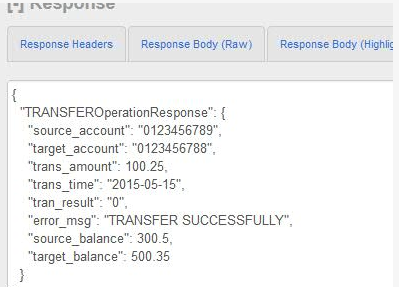 [-] Response
Response Headers
Response Body (Raw)
Response Body (Highlig
{
"TRANSFEROperationResponse": {
"source_account": "0123456789",
"target_account": "0123456788",
"trans_amount": 100.25,
"trans_time": "2015-05-15",
"tran_result": "0",
"error_msg": "TRANSFER SUCCESSFULLY",
"source_balance": 300.5,
"target_balance": 500.35
}